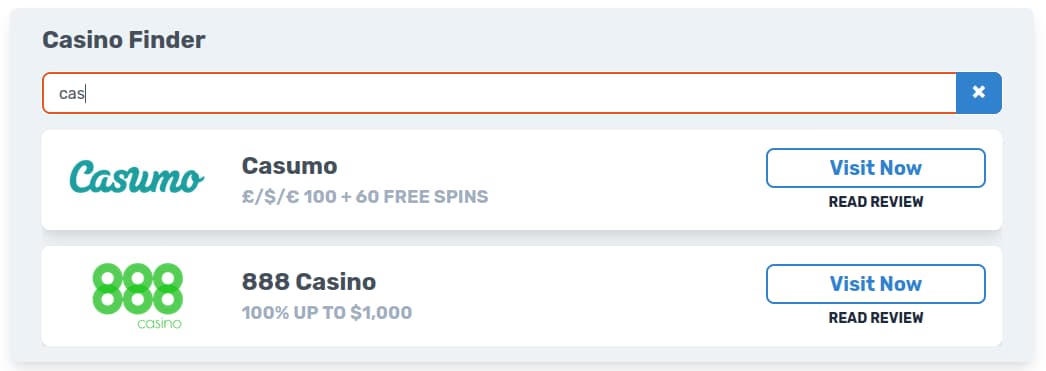 Casino Finder
cas
Casumo
Casumo
£/$/€ 100 + 60 FREE SPINS
Visit Now
READ REVIEW
888
888
casino
888 Casino
100% UP TO $1,000
Visit Now
READ REVIEW